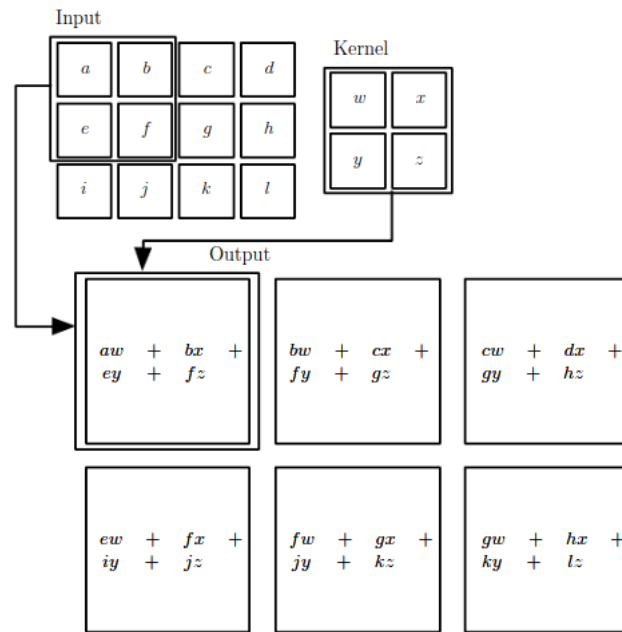 Input
a b c d
Kernel
w x
e f g h
y z
i j k l
Output
aw + bx +
ey + fz
bw + cx +
fy + gz
cw + dx +
gy + hz
ew + fx +
iy + jz
fw + gx +
jy + kz
gw + hx +
ky + lz